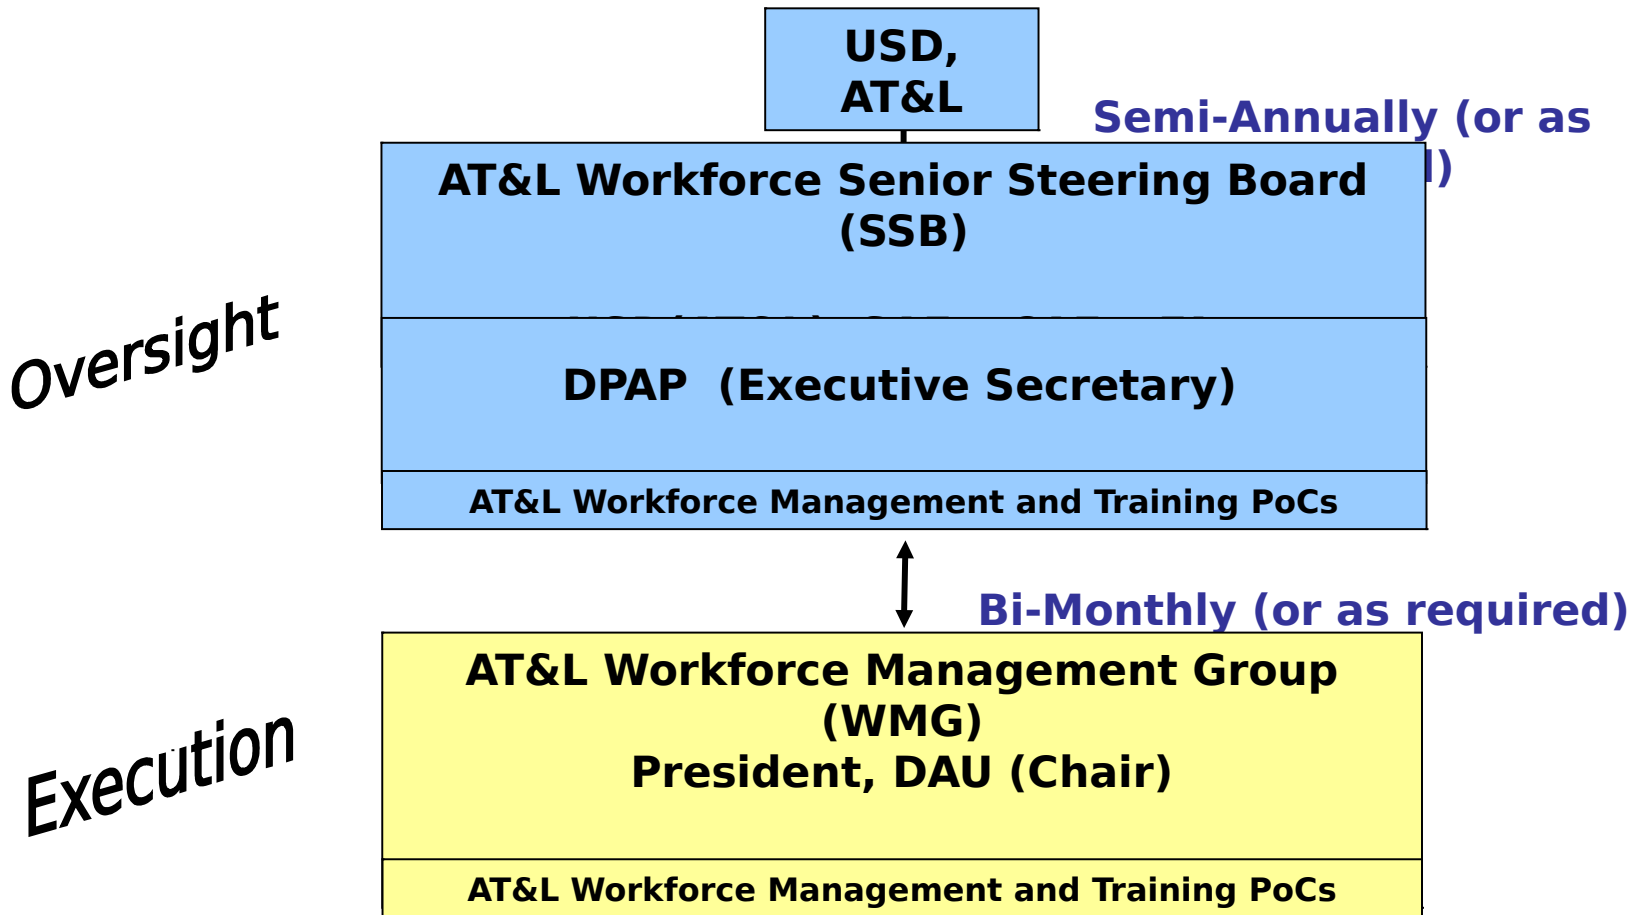 USD,
AT&L
Semi-Annually (or as
AT&L Workforce Senior Steering Board
(SSB)
Oversight
DPAP (Executive Secretary)
AT&L Workforce Management and Training PoCs
Bi-Monthly (or as required)
AT&L Workforce Management Group
(WMG)
President, DAU (Chair)
Execution
AT&L Workforce Management and Training PoCs